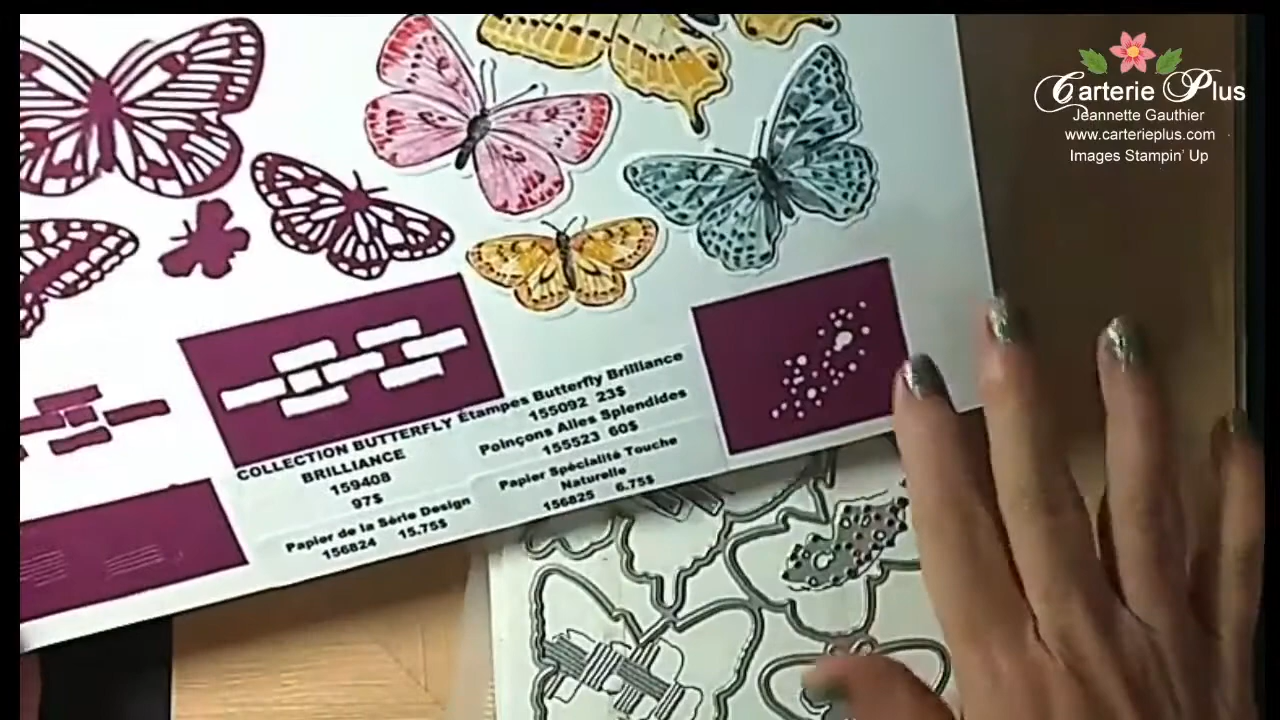 Carterie Plus
Jeannette Gauthier
www.carterieplus.com
Images Stampin' Up
COLLECTION BUTTERFLY
BRILLIANCE
159408
97$
Papier de la Série Design
156824 15.75$
Étampes Butterfly Brilliance
155092 23$
Poinçons Ailes Splendides
155523 60$
Papier Spécialité Touche
Naturelle
156825 6.75$